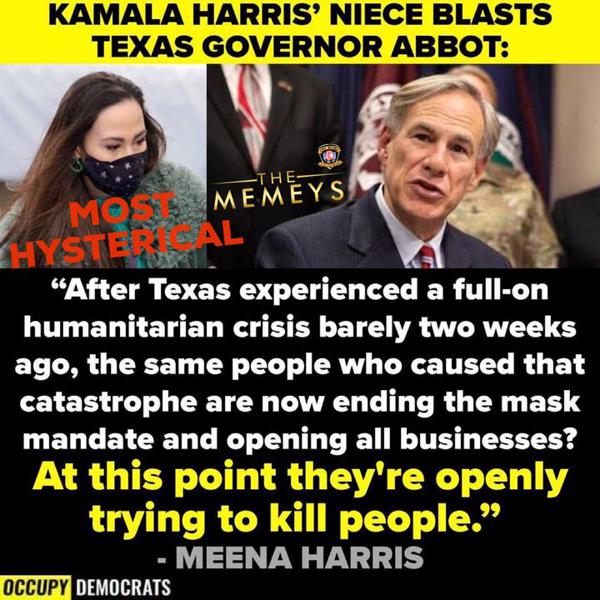 KAMALA HARRIS’ NIECE BLASTS
TEXAS GOVERNOR ABBOT:
THE
MEMEYS
MOST
HYSTERICAL
“After Texas experienced a full-on
humanitarian crisis barely two weeks
ago, the same people who caused that
catastrophe are now ending the mask
mandate and opening all businesses?
At this point they're openly
trying to kill people.”
- MEENA HARRIS
OCCUPY DEMOCRATS